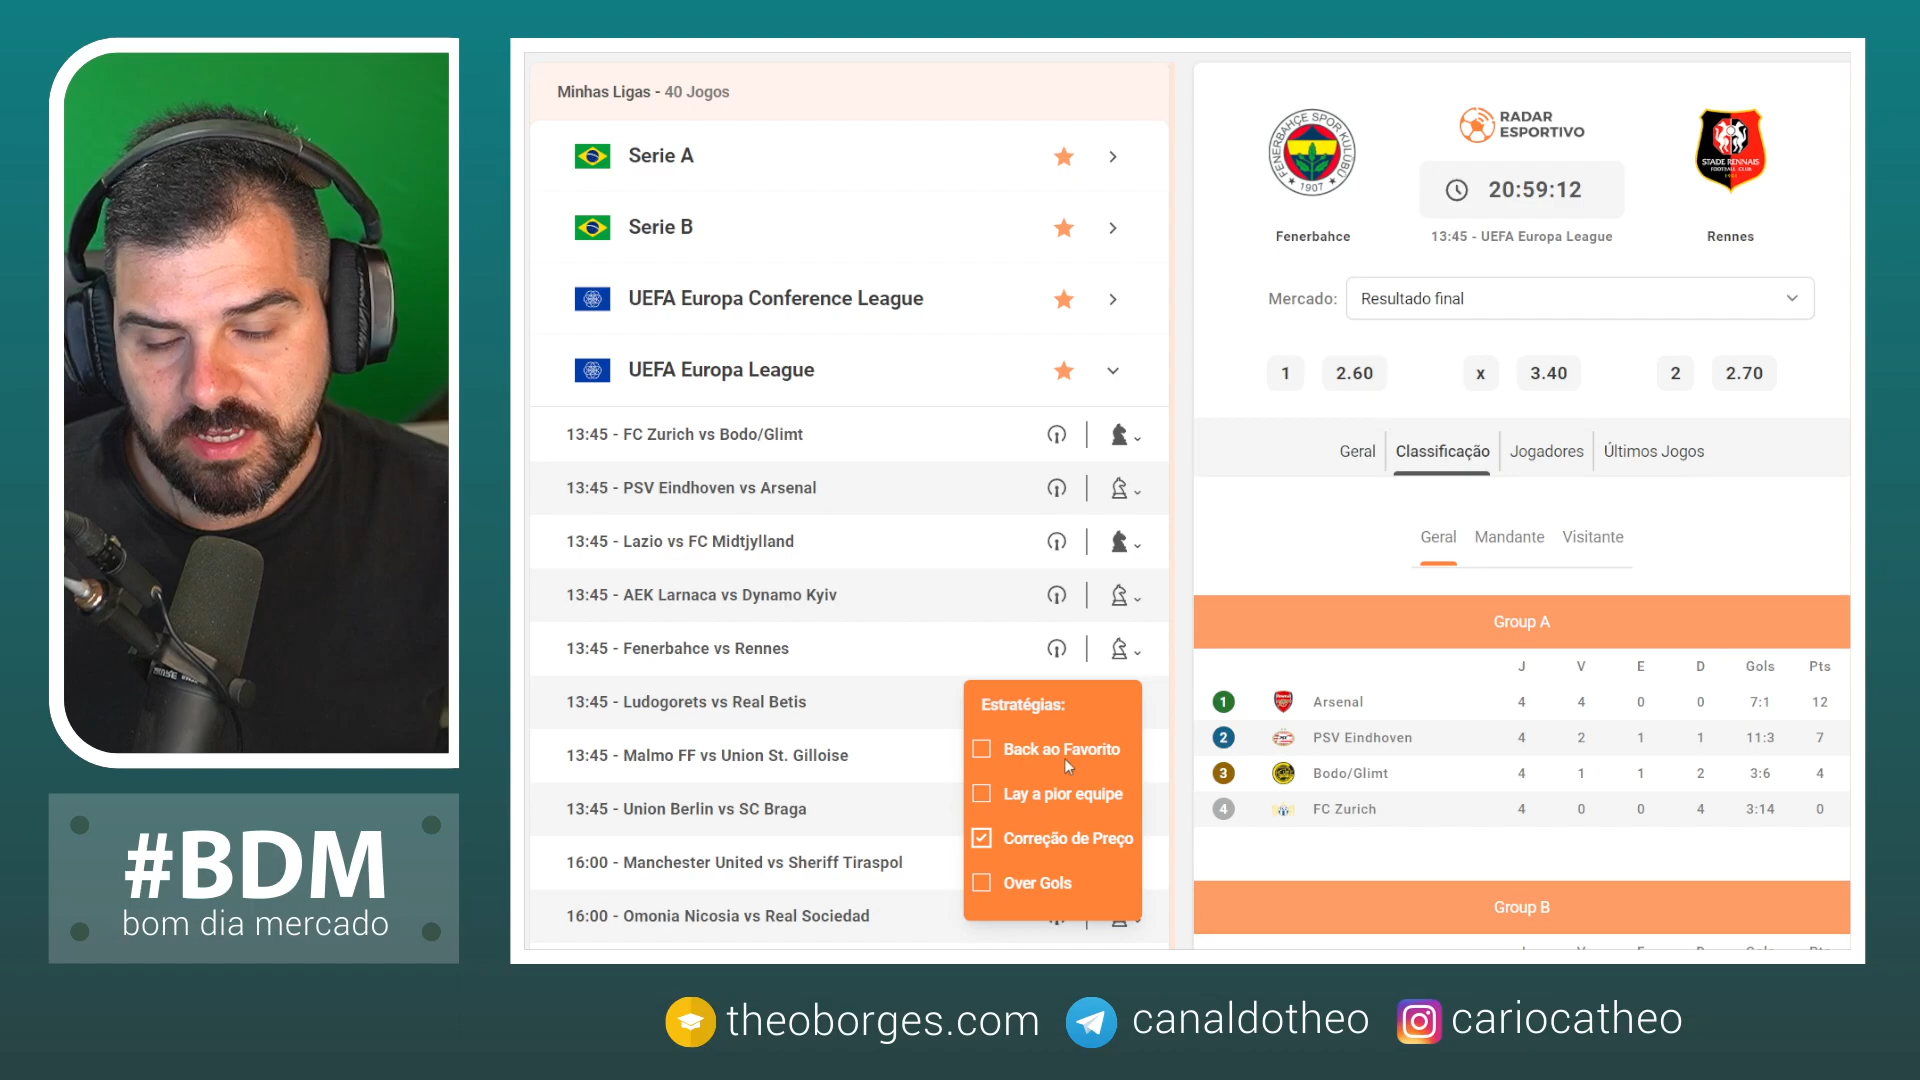 Minhas Ligas - 40 Jogos
Serie A
Serie B
UEFA Europa Conference League
UEFA Europa League
13:45 - FC Zurich vs Bodo/Glimt
13:45 - PSV Eindhoven vs Arsenal
13:45 - Lazio vs FC Midtjylland
13:45 - AEK Larnaca vs Dynamo Kyiv
13:45 - Fenerbahce vs Rennes
13:45 - Ludogorets vs Real Betis
13:45 - Malmo FF vs Union St. Gilloise
13:45 - Union Berlin vs SC Braga
16:00 - Manchester United vs Sheriff Tiraspol
16:00 - Omonia Nicosia vs Real Sociedad
Estratégias:
Back ao Favorito
Lay a pior equipe
Correção de Preço
Over Gols
FENERBAHÇE SPOR KULÜBÜ
1907
RADAR
ESPORTIVO
STADE RENNAIS
FOOTBALL CLUB
20:59:12
Fenerbahce
13:45 - UEFA Europa League
Rennes
Mercado: Resultado final
1 2.60 x 3.40 2 2.70
Geral Classificação Jogadores Últimos Jogos
Geral Mandante Visitante
Group A
J V E D Gols Pts
1 Arsenal 4 4 0 0 7:1 12
2 PSV Eindhoven 4 2 1 1 11:3 7
3 Bodo/Glimt 4 1 1 2 3:6 4
4 FC Zurich 4 0 0 4 3:14 0
Group B
#BDM
bom dia mercado
theoborges.com canaldotheo cariocatheo